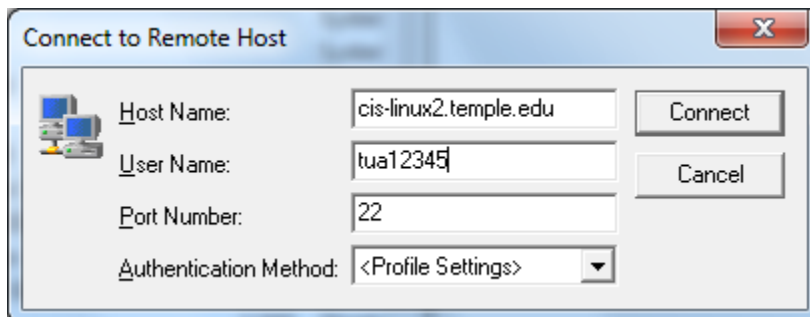 Connect to Remote Host
Host Name: cis-linux2.temple.edu Connect
User Name: tua12345 Cancel
Port Number: 22
Authentication Method: <Profile Settings>